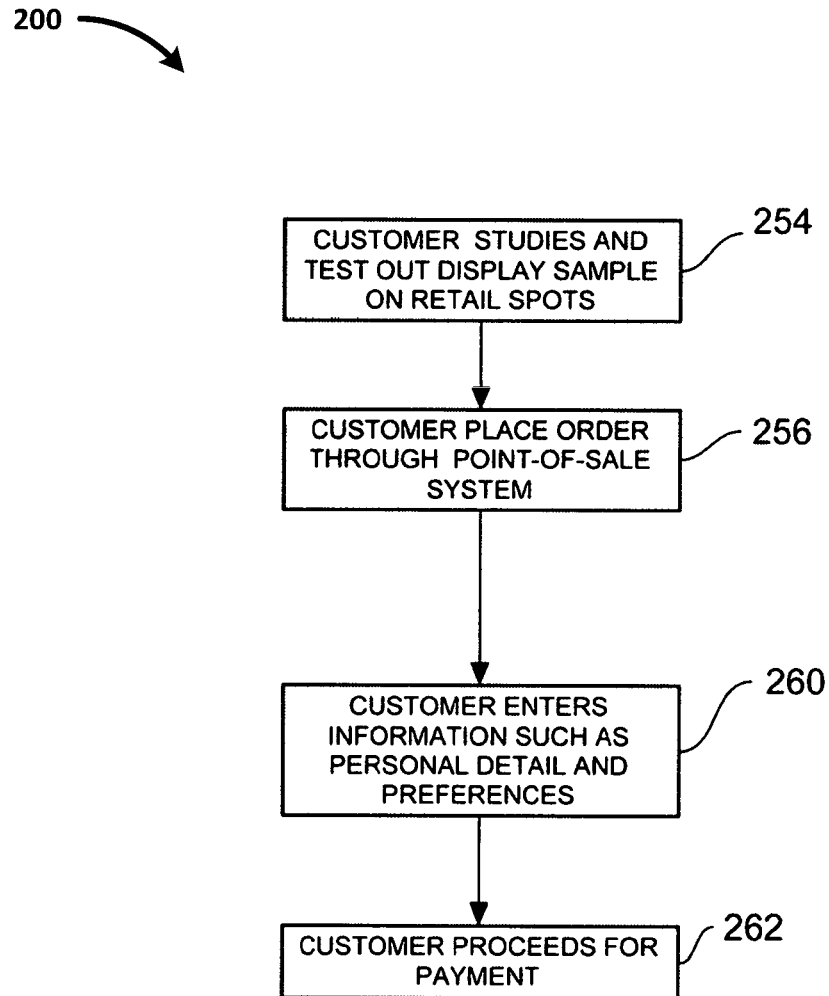 200
CUSTOMER STUDIES AND
TEST OUT DISPLAY SAMPLE
ON RETAIL SPOTS
254
CUSTOMER PLACE ORDER
THROUGH POINT-OF-SALE
SYSTEM
256
CUSTOMER ENTERS
INFORMATION SUCH AS
PERSONAL DETAIL AND
PREFERENCES
260
CUSTOMER PROCEEDS FOR
PAYMENT
262